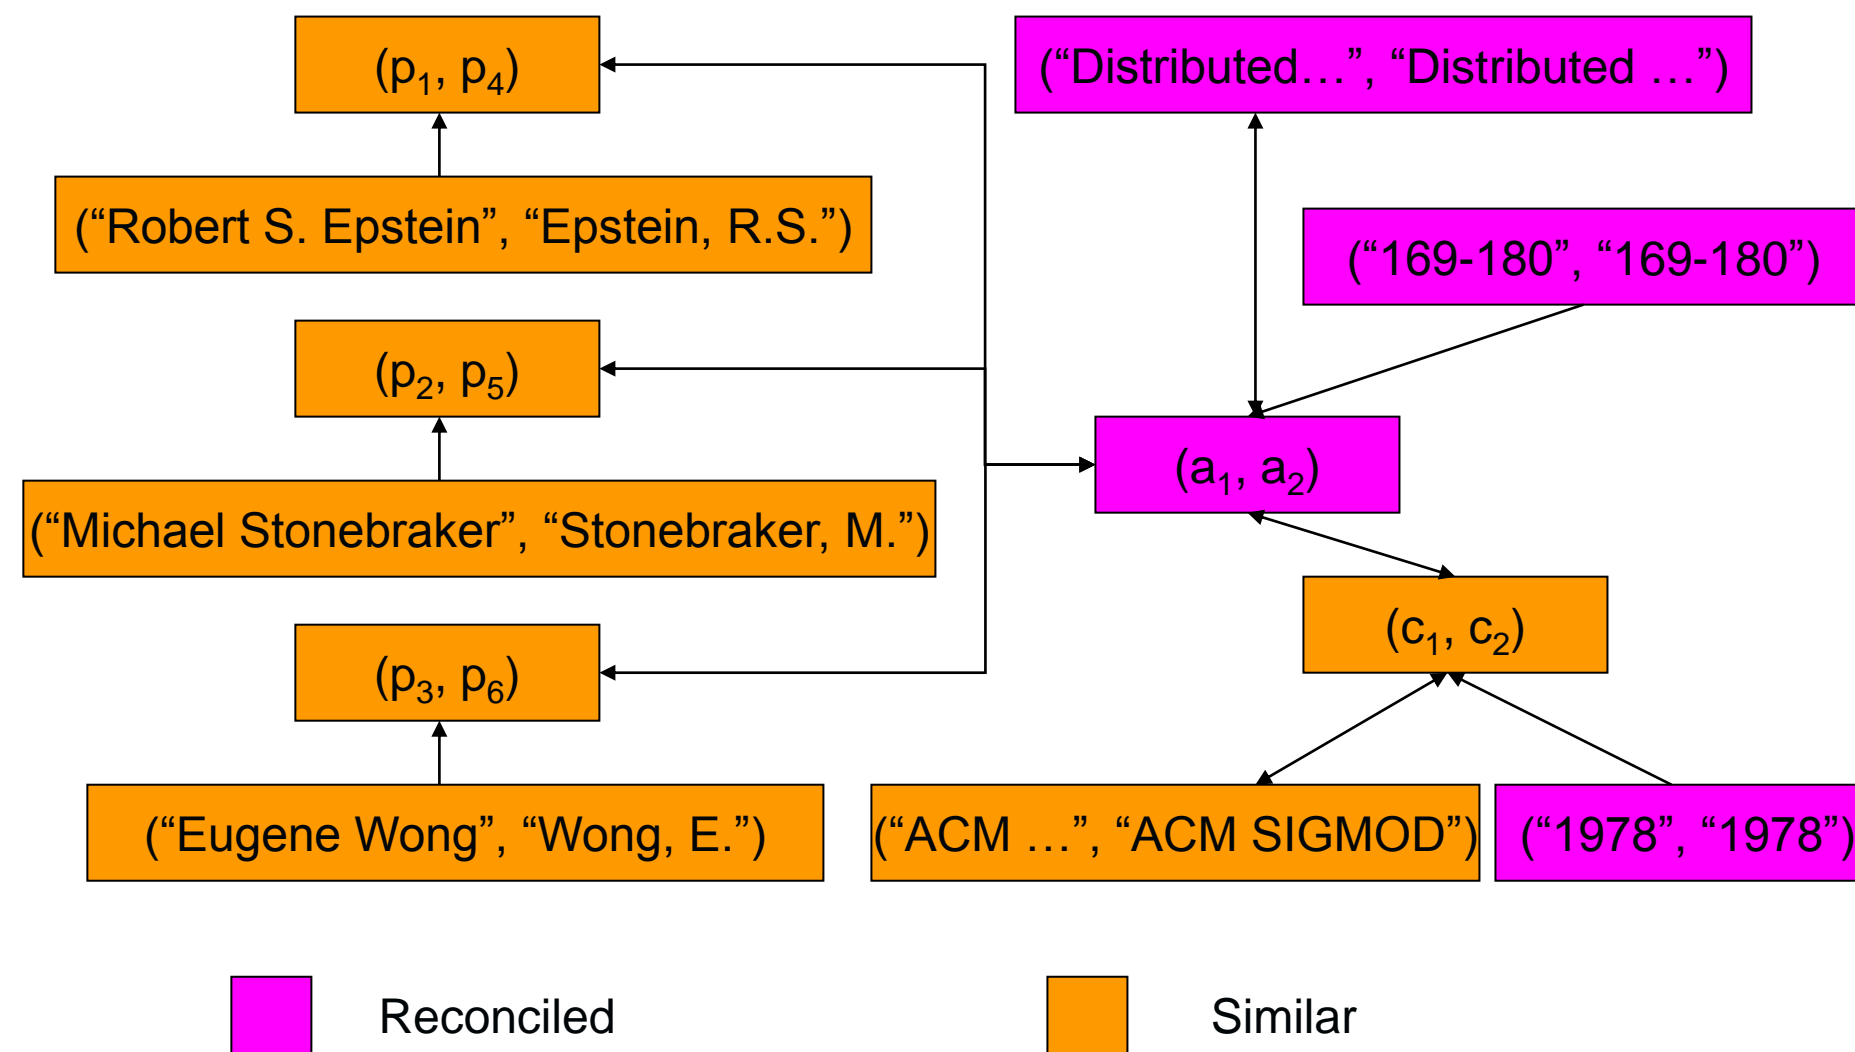 (p₁, p₄)
(“Distributed…”, “Distributed …”)
(“Robert S. Epstein”, “Epstein, R.S.”)
(“169-180”, “169-180”)
(p₂, p₅)
(a₁, a₂)
(“Michael Stonebraker”, “Stonebraker, M.”)
(c₁, c₂)
(p₃, p₆)
(“Eugene Wong”, “Wong, E.”)
(“ACM …”, “ACM SIGMOD”)
(“1978”, “1978”)
Reconciled
Similar